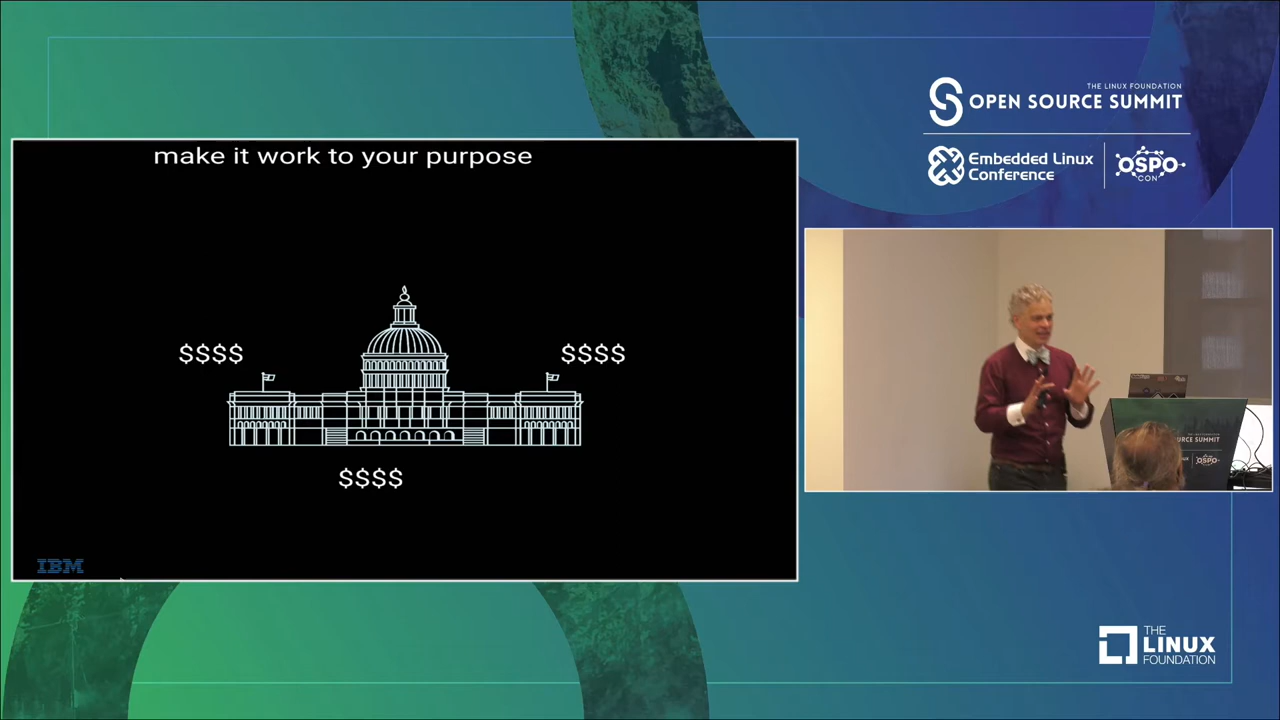 make it work to your purpose
$$$$
$$$$
$$$$
IBM
THE LINUX FOUNDATION
OPEN SOURCE SUMMIT
Embedded Linux
Conference
OSPO
CON
SOURCE SUMMIT
OSPO
THE
LINUX
FOUNDATION